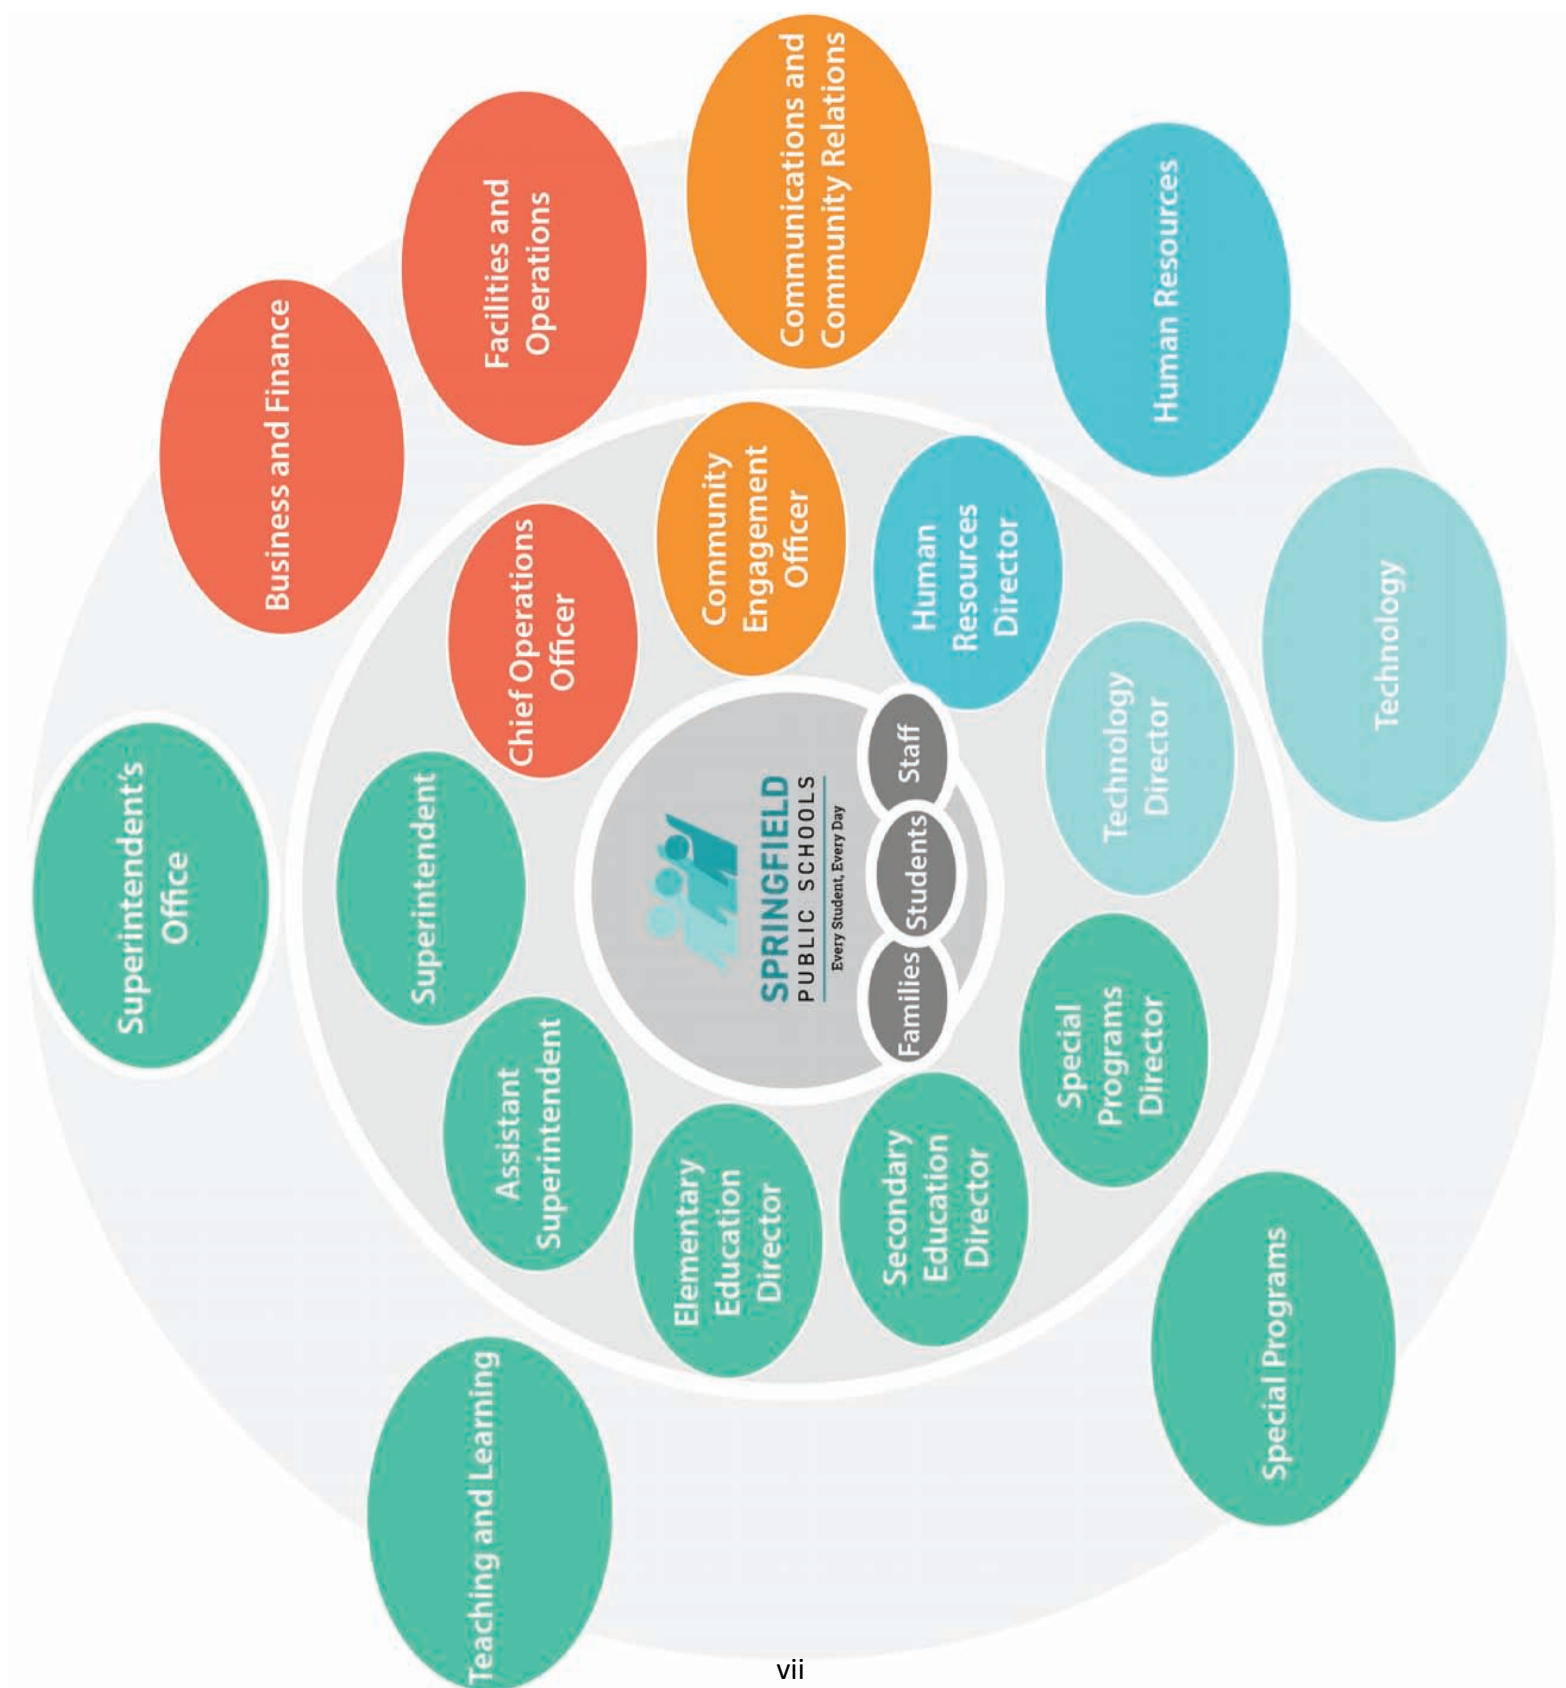 Superintendent's
Office
Business and Finance
Facilities and
Operations
Communications and
Community Relations
Human Resources
Technology
Special Programs
Teaching and Learning
Superintendent
Chief Operations
Officer
Community
Engagement
Officer
Human
Resources
Director
Technology
Director
Special
Programs
Director
Secondary
Education
Director
Elementary
Education
Director
Assistant
Superintendent
SPRINGFIELD
PUBLIC SCHOOLS
Every Student, Every Day
Families
Students
Staff
vii